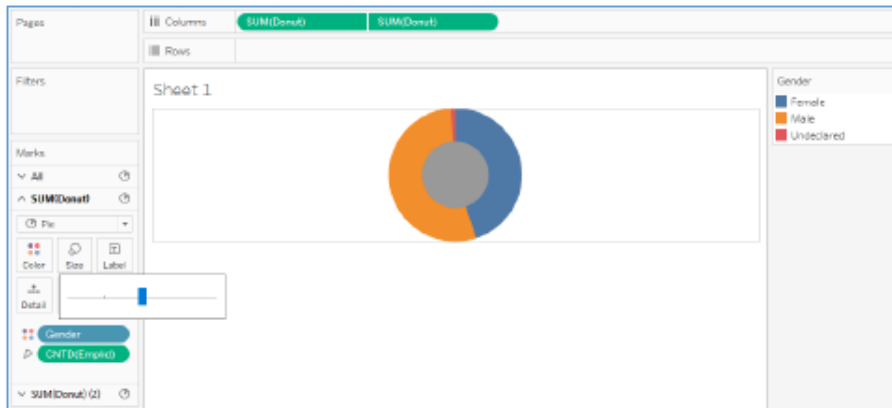 Pages
Columns
SUM(Donut)
SUM(Donut)
Rows
Filters
Sheet 1
Gender
Female
Male
Undeclared
Marks
All
SUM(Donut)
Pie
Color
Size
Label
Detail
Gender
CNTD(Emplid)
SUM(Donut) (2)